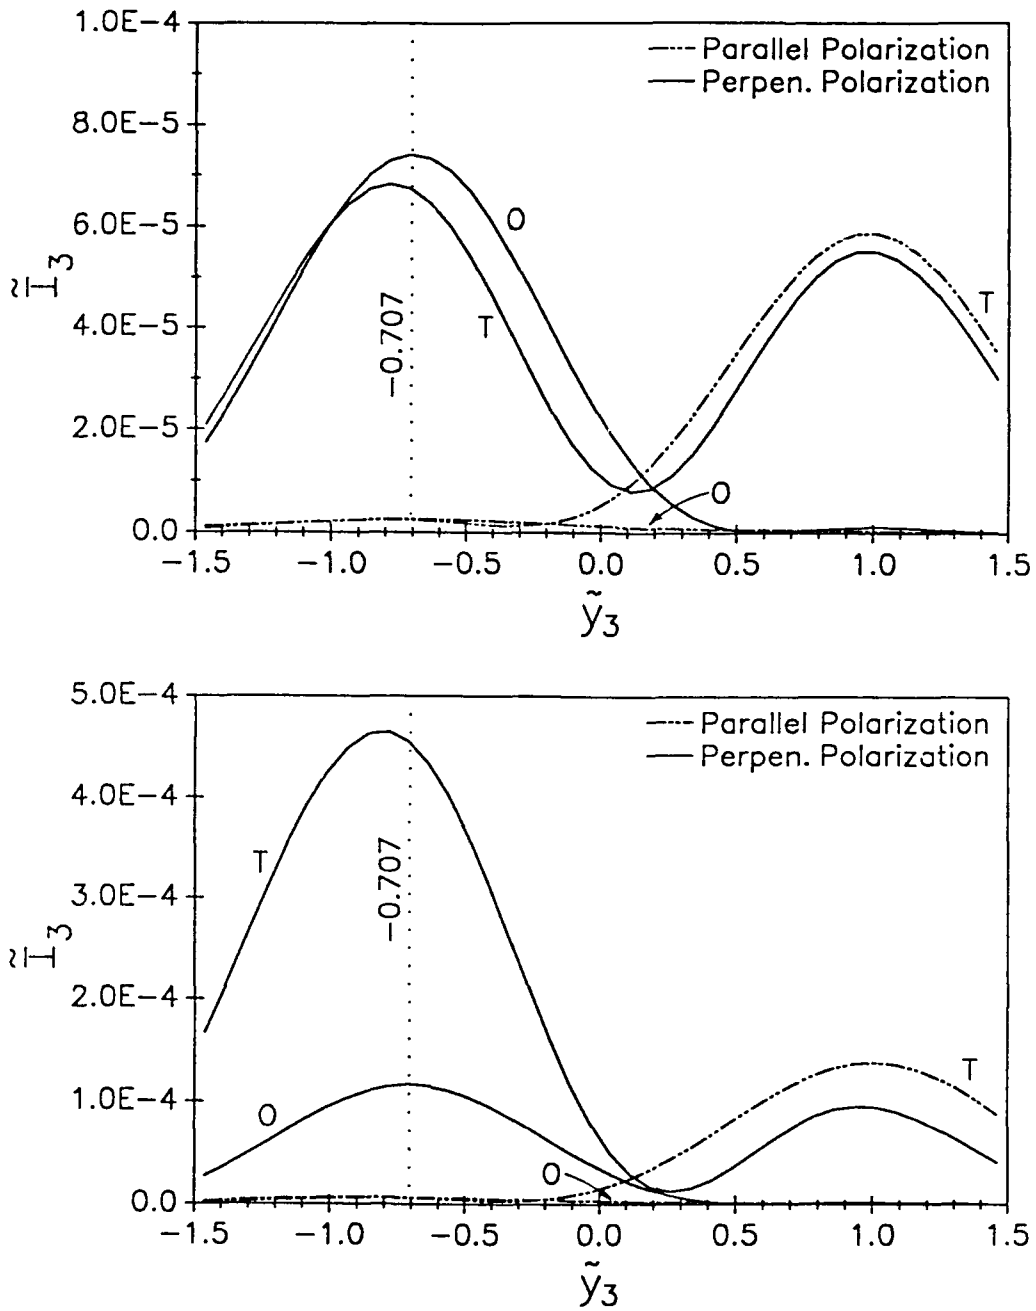 1.0E−4
Parallel Polarization
Perpen. Polarization
8.0E−5
O
6.0E−5
Ĩ3
T
T
−0.707
4.0E−5
2.0E−5
O
0.0
−1.5 −1.0 −0.5 0.0 0.5 1.0 1.5
ỹ3
5.0E−4
Parallel Polarization
Perpen. Polarization
4.0E−4
T
−0.707
3.0E−4
Ĩ3
2.0E−4
T
1.0E−4
O
O
0.0
−1.5 −1.0 −0.5 0.0 0.5 1.0 1.5
ỹ3